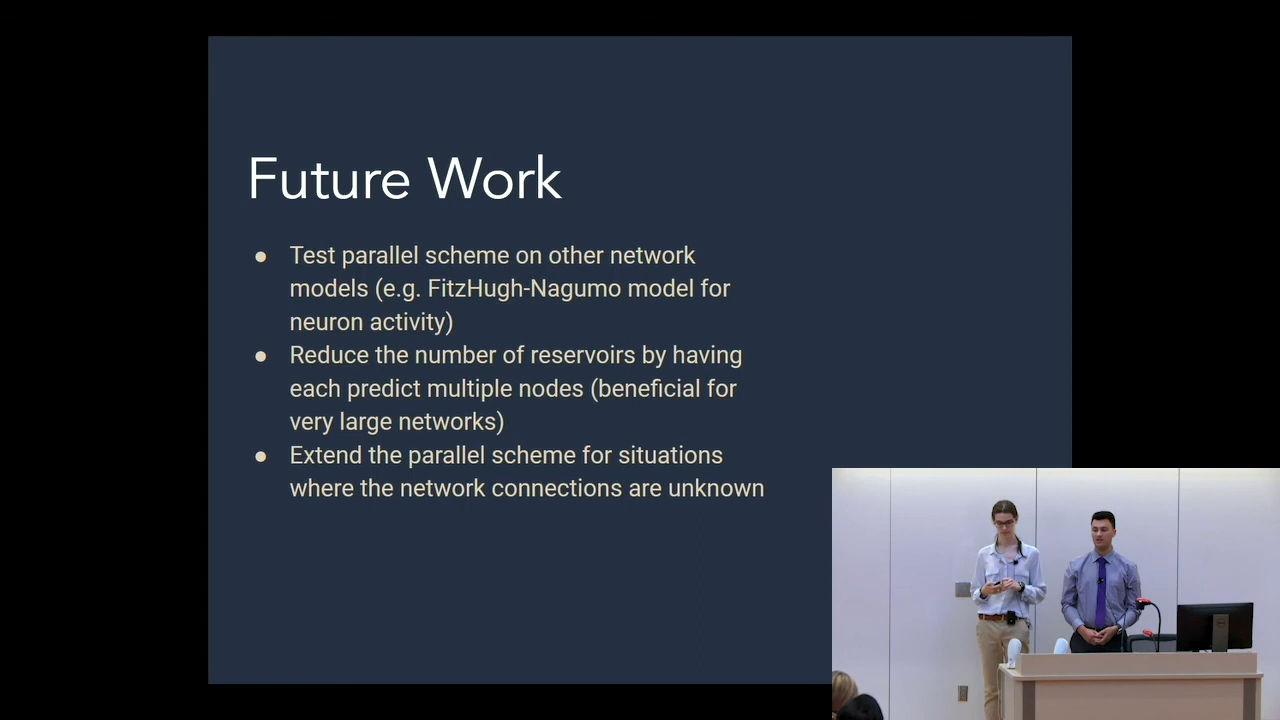 Future Work
● Test parallel scheme on other network
models (e.g. FitzHugh-Nagumo model for
neuron activity)
● Reduce the number of reservoirs by having
each predict multiple nodes (beneficial for
very large networks)
● Extend the parallel scheme for situations
where the network connections are unknown